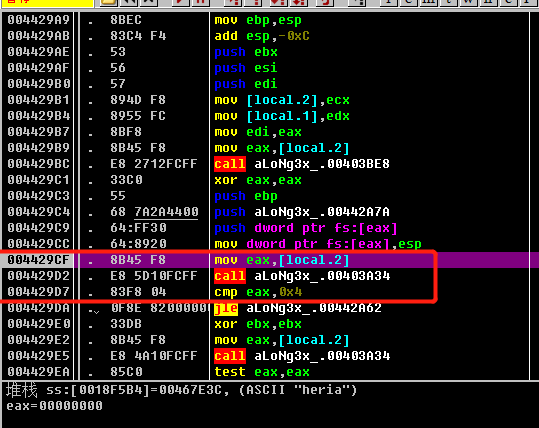 004429A9 . 8BEC mov ebp,esp
004429AB . 83C4 F4 add esp,-0xC
004429AE . 53 push ebx
004429AF . 56 push esi
004429B0 . 57 push edi
004429B1 . 894D F8 mov [local.2],ecx
004429B4 . 8955 FC mov [local.1],edx
004429B7 . 8BF8 mov edi,eax
004429B9 . 8B45 F8 mov eax,[local.2]
004429BC . E8 2712FCFF call aLoNg3x_.00403BE8
004429C1 . 33C0 xor eax,eax
004429C3 . 55 push ebp
004429C4 . 68 7A2A4400 push aLoNg3x_.00442A7A
004429C9 . 64:FF30 push dword ptr fs:[eax]
004429CC . 64:8920 mov dword ptr fs:[eax],esp
004429CF . 8B45 F8 mov eax,[local.2]
004429D2 . E8 5D10FCFF call aLoNg3x_.00403A34
004429D7 . 83F8 04 cmp eax,0x4
004429DA .⌄ 0F8E 82000000 jle aLoNg3x_.00442A62
004429E0 . 33DB xor ebx,ebx
004429E2 . 8B45 F8 mov eax,[local.2]
004429E5 . E8 4A10FCFF call aLoNg3x_.00403A34
004429EA . 85C0 test eax,eax
堆栈 ss:[0018F5B4]=00467E3C, (ASCII "heria")
eax=00000000